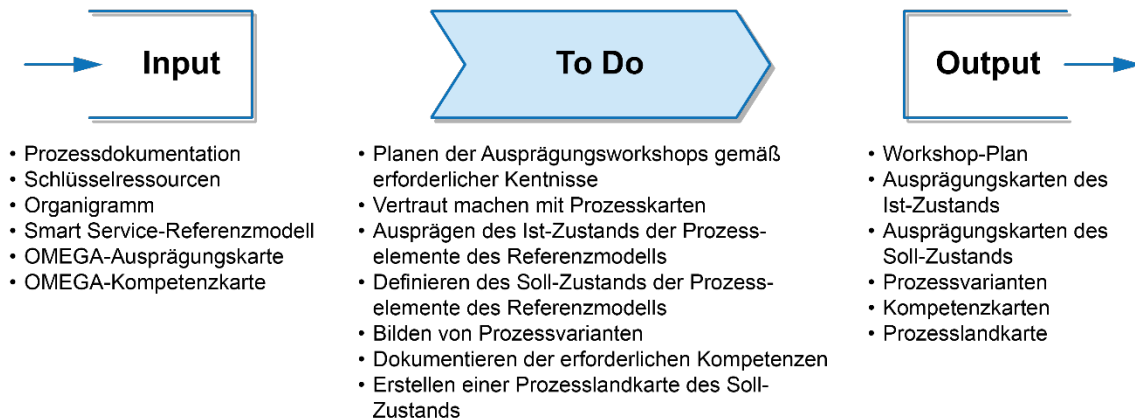 Input
• Prozessdokumentation
• Schlüsselressourcen
• Organigramm
• Smart Service-Referenzmodell
• OMEGA-Ausprägungskarte
• OMEGA-Kompetenzkarte
To Do
• Planen der Ausprägungsworkshops gemäß
erforderlicher Kentnisse
• Vertraut machen mit Prozesskarten
• Ausprägen des Ist-Zustands der Prozess-
elemente des Referenzmodells
• Definieren des Soll-Zustands der Prozess-
elemente des Referenzmodells
• Bilden von Prozessvarianten
• Dokumentieren der erforderlichen Kompetenzen
• Erstellen einer Prozesslandkarte des Soll-
Zustands
Output
• Workshop-Plan
• Ausprägungskarten des
Ist-Zustands
• Ausprägungskarten des
Soll-Zustands
• Prozessvarianten
• Kompetenzkarten
• Prozesslandkarte